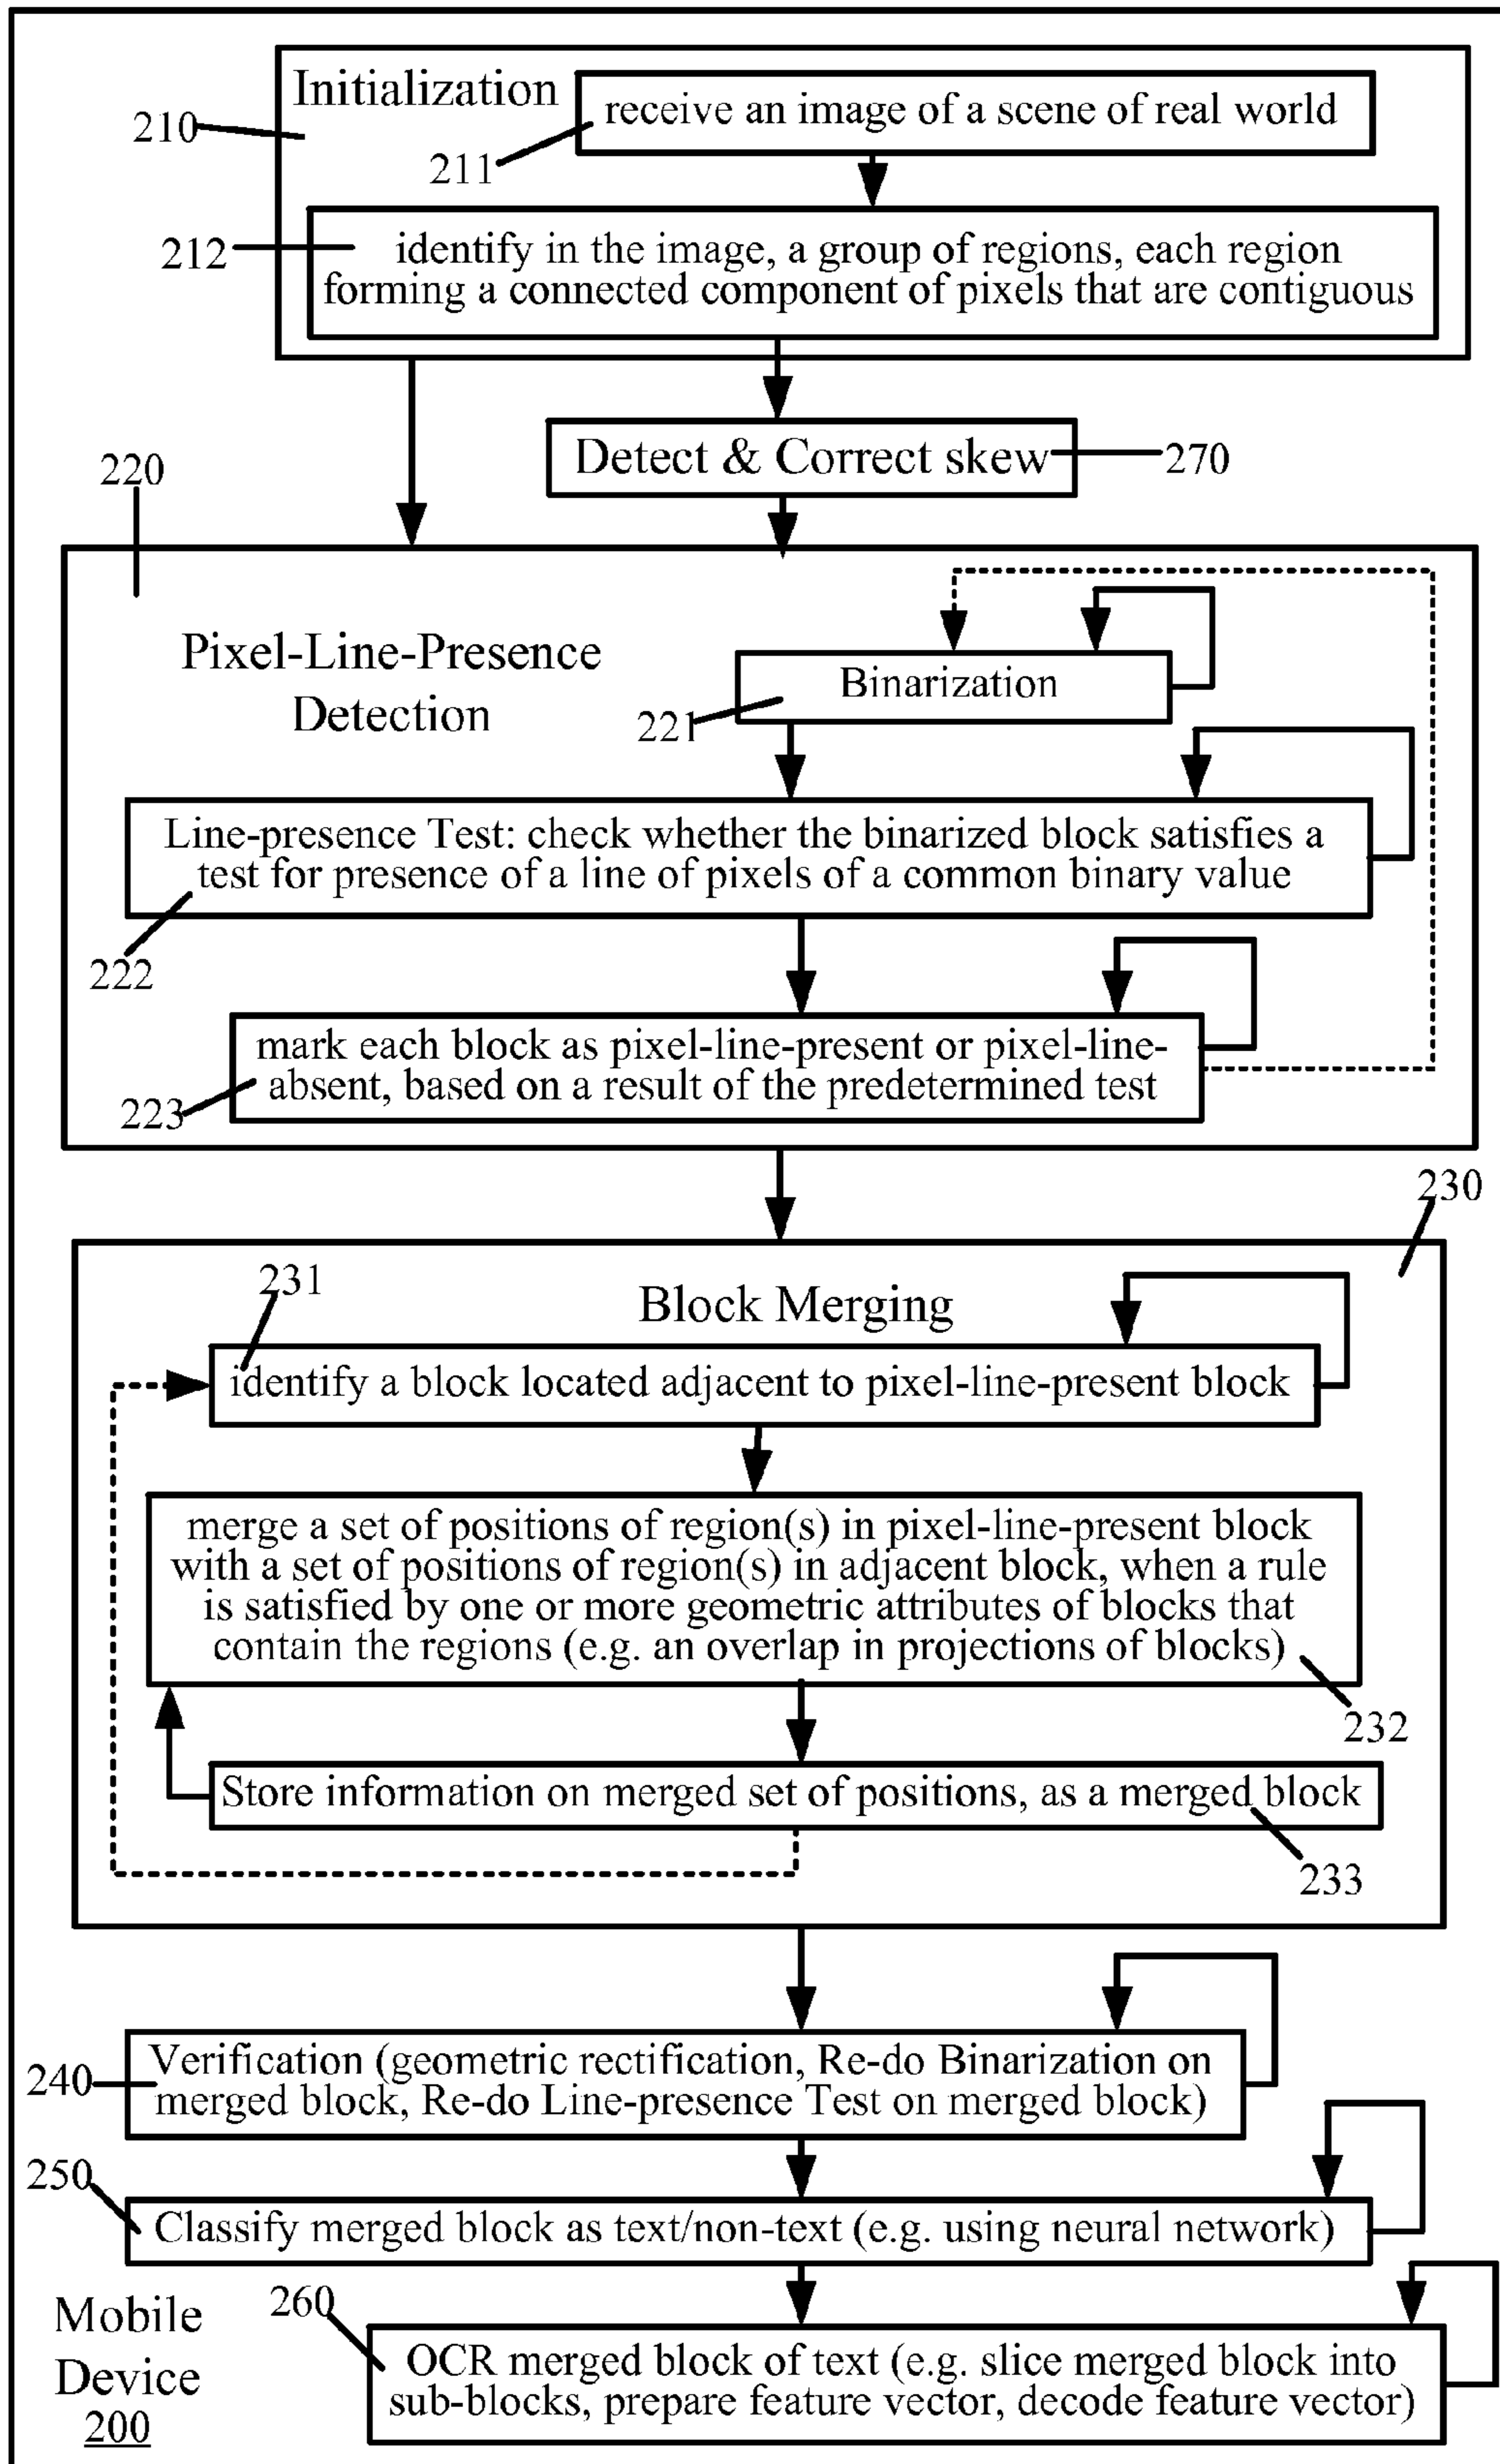 Initialization
receive an image of a scene of real world
210
211
212
identify in the image, a group of regions, each region
forming a connected component of pixels that are contiguous
Detect & Correct skew
270
220
Pixel-Line-Presence
Detection
Binarization
221
Line-presence Test: check whether the binarized block satisfies a
test for presence of a line of pixels of a common binary value
222
mark each block as pixel-line-present or pixel-line-
absent, based on a result of the predetermined test
223
230
231
Block Merging
identify a block located adjacent to pixel-line-present block
merge a set of positions of region(s) in pixel-line-present block
with a set of positions of region(s) in adjacent block, when a rule
is satisfied by one or more geometric attributes of blocks that
contain the regions (e.g. an overlap in projections of blocks)
232
Store information on merged set of positions, as a merged block
233
240
Verification (geometric rectification, Re-do Binarization on
merged block, Re-do Line-presence Test on merged block)
250
Classify merged block as text/non-text (e.g. using neural network)
260
OCR merged block of text (e.g. slice merged block into
sub-blocks, prepare feature vector, decode feature vector)
Mobile
Device
200